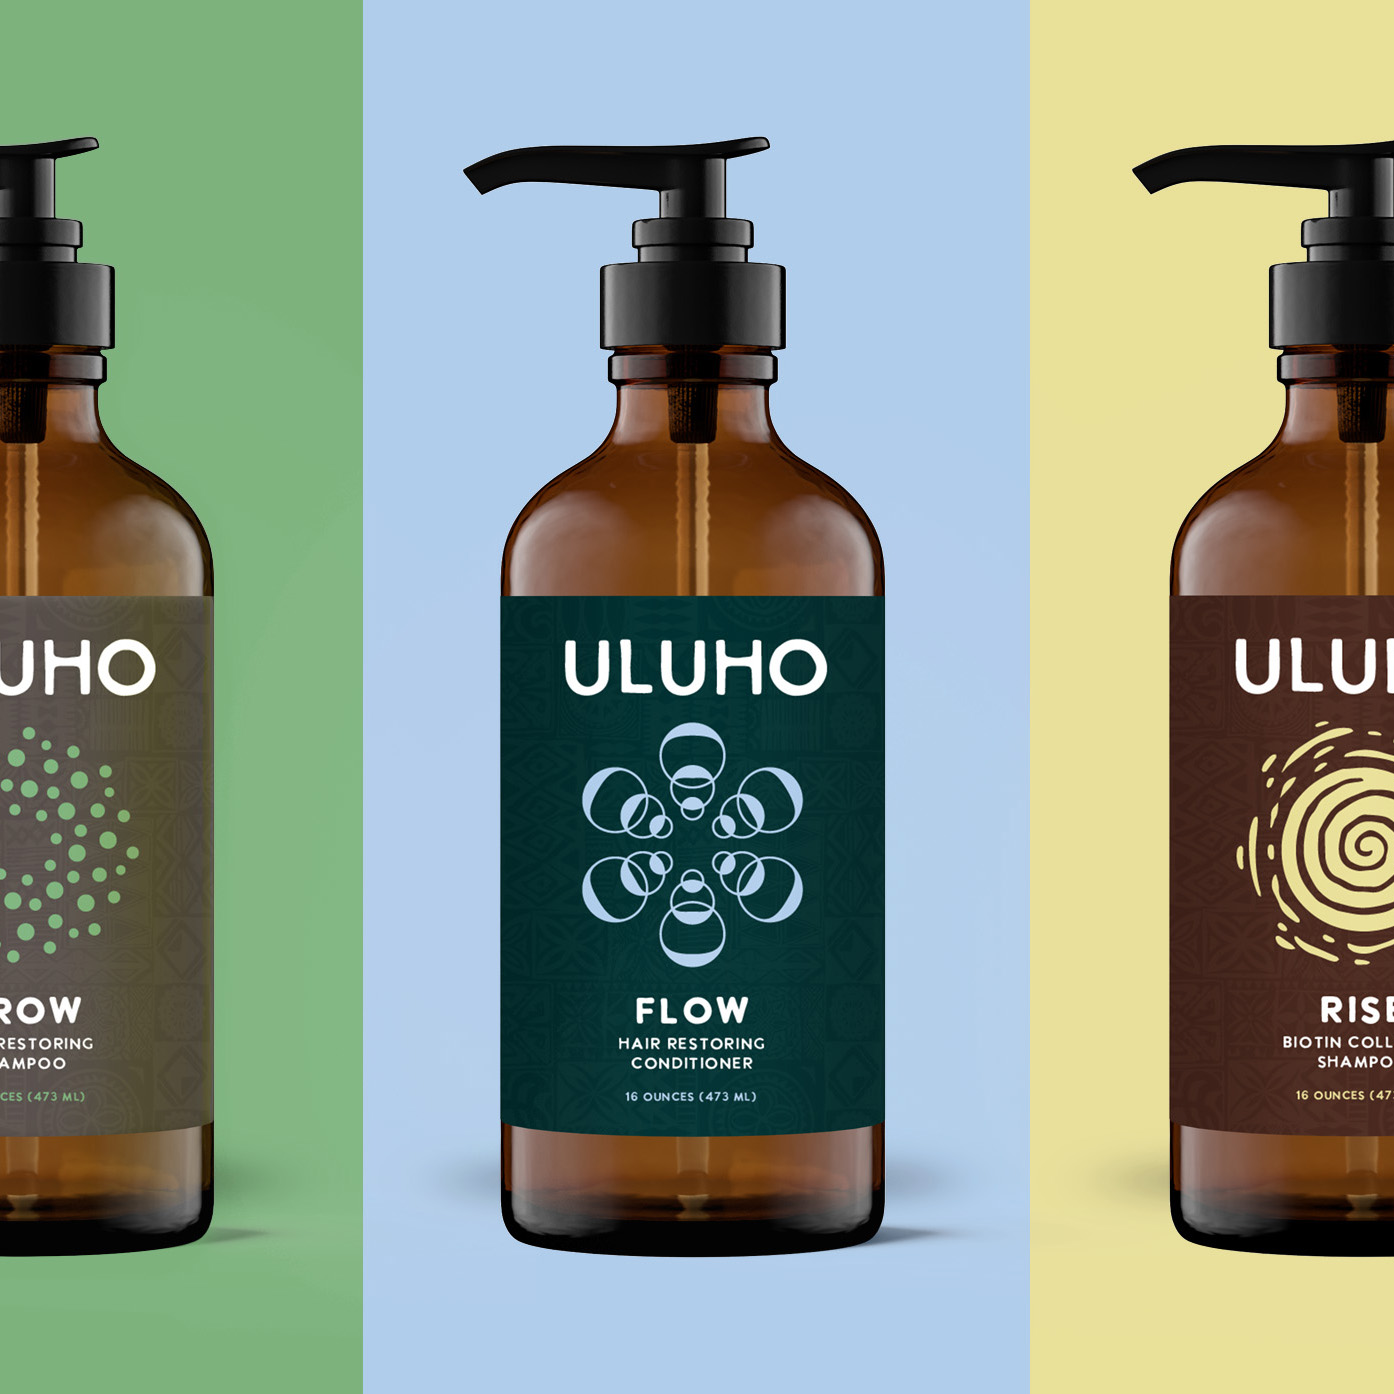 UHO
ROW
RESTORING
AMPOO
CES (473 ML)
ULUHO
FLOW
HAIR RESTORING
CONDITIONER
16 OUNCES (473 ML)
ULU
RISE
BIOTIN COLL
SHAMPO
16 OUNCES (47